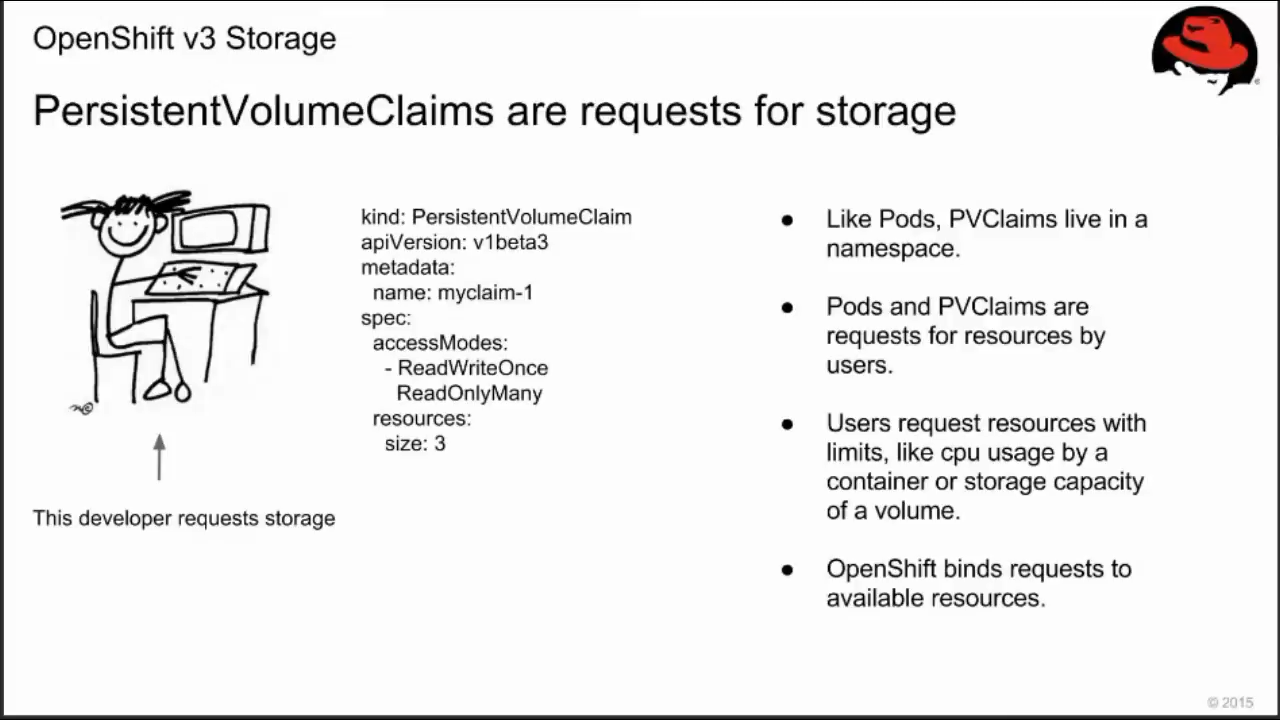 OpenShift v3 Storage
PersistentVolumeClaims are requests for storage
kind: PersistentVolumeClaim
apiVersion: v1beta3
metadata:
name: myclaim-1
spec:
accessModes:
- ReadWriteOnce
ReadOnlyMany
resources:
size: 3
This developer requests storage
● Like Pods, PVClaims live in a
namespace.
● Pods and PVClaims are
requests for resources by
users.
● Users request resources with
limits, like cpu usage by a
container or storage capacity
of a volume.
● OpenShift binds requests to
available resources.
© 2015